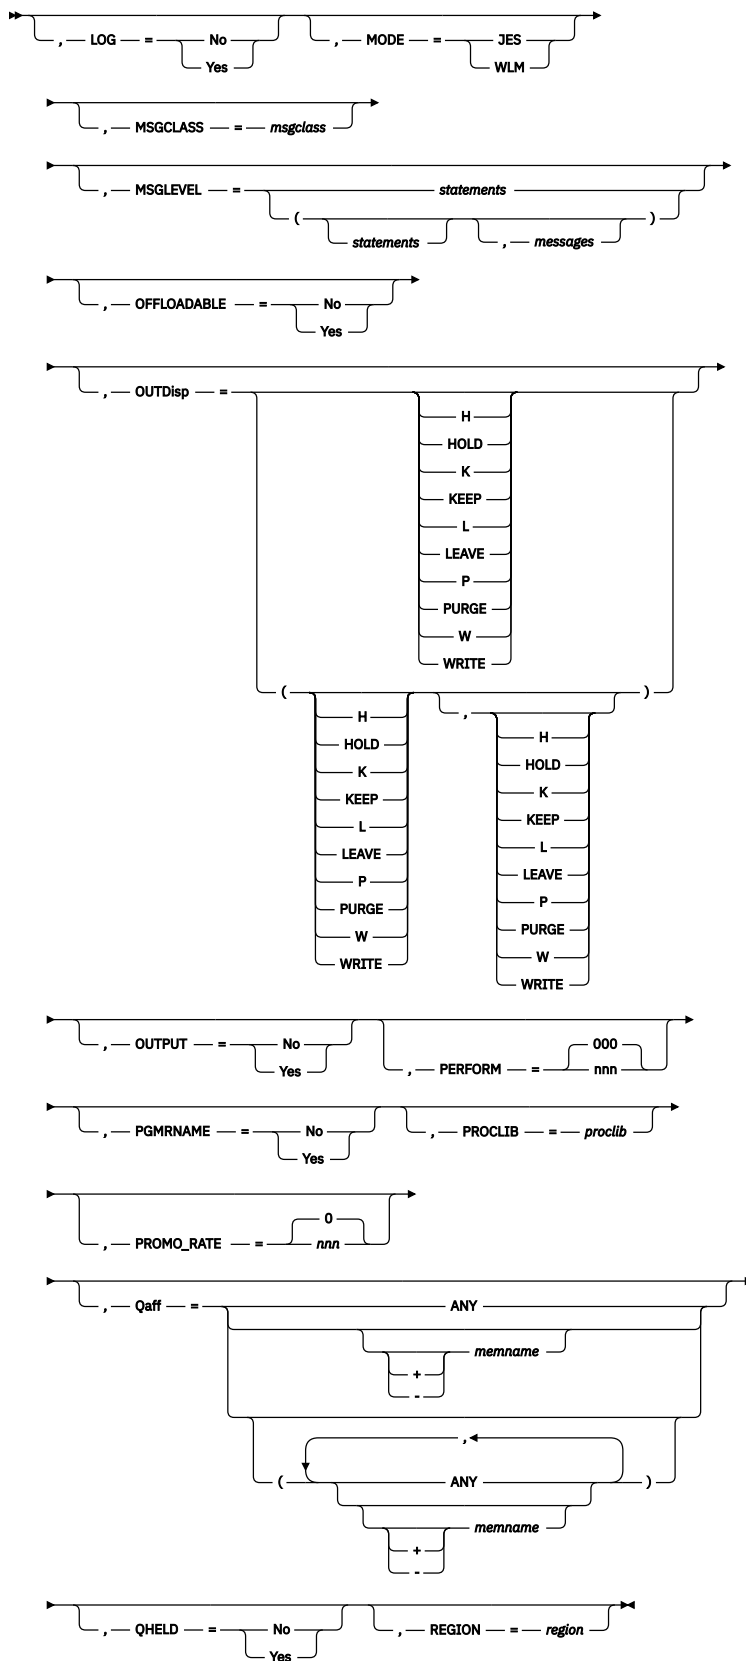 , LOG = No , MODE = JES
Yes WLM
, MSGCLASS = msgclass
, MSGLEVEL = statements
( )
statements , messages
, OFFLOADABLE = No
Yes
, OUTDisp =
H
HOLD
K
KEEP
L
LEAVE
P
PURGE
W
WRITE
( , )
H
HOLD
K
KEEP
L
LEAVE
P
PURGE
W
WRITE
H
HOLD
K
KEEP
L
LEAVE
P
PURGE
W
WRITE
, OUTPUT = No
Yes
000
, PERFORM = nnn
, PGMRNAME = No , PROCLIB = proclib
Yes
0
, PROMO_RATE = nnn
, Qaff = ANY
memname
+
-
,
( ANY )
memname
+
-
, QHELD = No , REGION = region
Yes